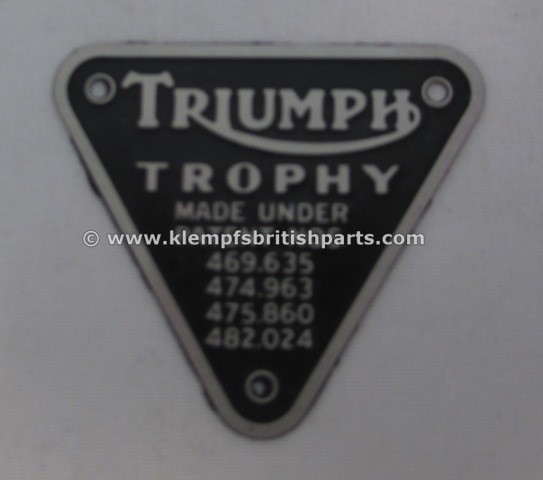 TRIUMPH
TROPHY
MADE UNDER
© www.klempfsbritishparts.com
469.635
474.963
475.860
482.024